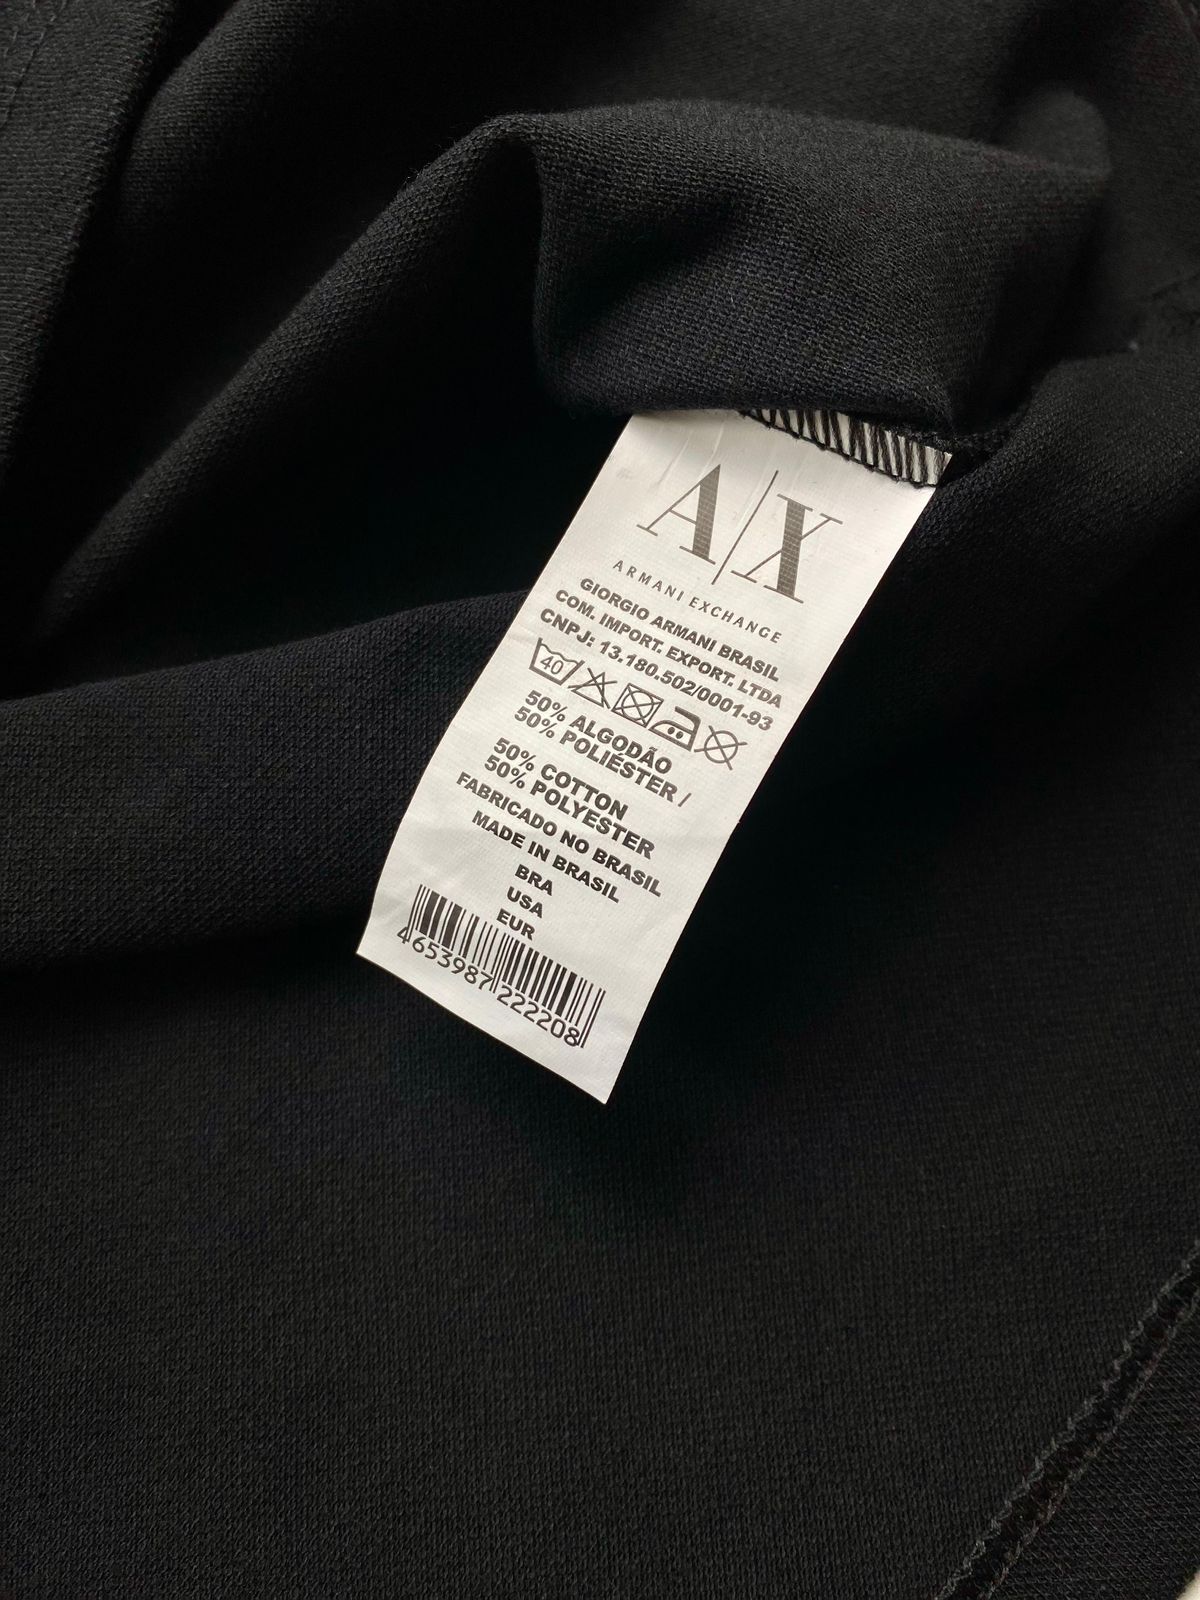 A|X
ARMANI EXCHANGE
GIORGIO ARMANI BRASIL
COM. IMPORT. EXPORT. LTDA
CNPJ: 13.180.502/0001-93
40
50% ALGODÃO
50% POLIÉSTER /
50% COTTON
50% POLYESTER
FABRICADO NO BRASIL
MADE IN BRASIL
BRA
USA
EUR
4653987222208